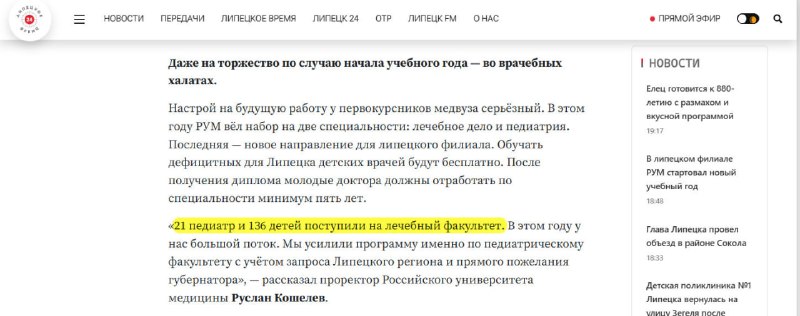 ЛИПЕЦКОЕ
24
ВРЕМЯ
НОВОСТИ
ПЕРЕДАЧИ
ЛИПЕЦКОЕ ВРЕМЯ
ЛИПЕЦК 24
ОТР
ЛИПЕЦК FM
О НАС
ПРЯМОЙ ЭФИР
Даже на торжество по случаю начала учебного года — во врачебных
халатах.
Настрой на будущую работу у первокурсников медвуза серьёзный. В этом
году РУМ вёл набор на две специальности: лечебное дело и педиатрия.
Последняя — новое направление для липецкого филиала. Обучать
дефицитных для Липецка детских врачей будут бесплатно. После
получения диплома молодые доктора должны отработать по
специальности минимум пять лет.
«21 педиатр и 136 детей поступили на лечебный факультет. В этом году у
нас большой поток. Мы усилили программу именно по педиатрическому
факультету с учётом запроса Липецкого региона и прямого пожелания
губернатора», — рассказал проректор Российского университета
медицины Руслан Кошелев.
НОВОСТИ
Елец готовится к 880-
летию с размахом и
вкусной программой
19:17
В липецком филиале
РУМ стартовал новый
учебный год
18:48
Глава Липецка провел
объезд в районе Сокола
18:33
Детская поликлиника №1
Липецка вернулась на
улицу Зегеля после